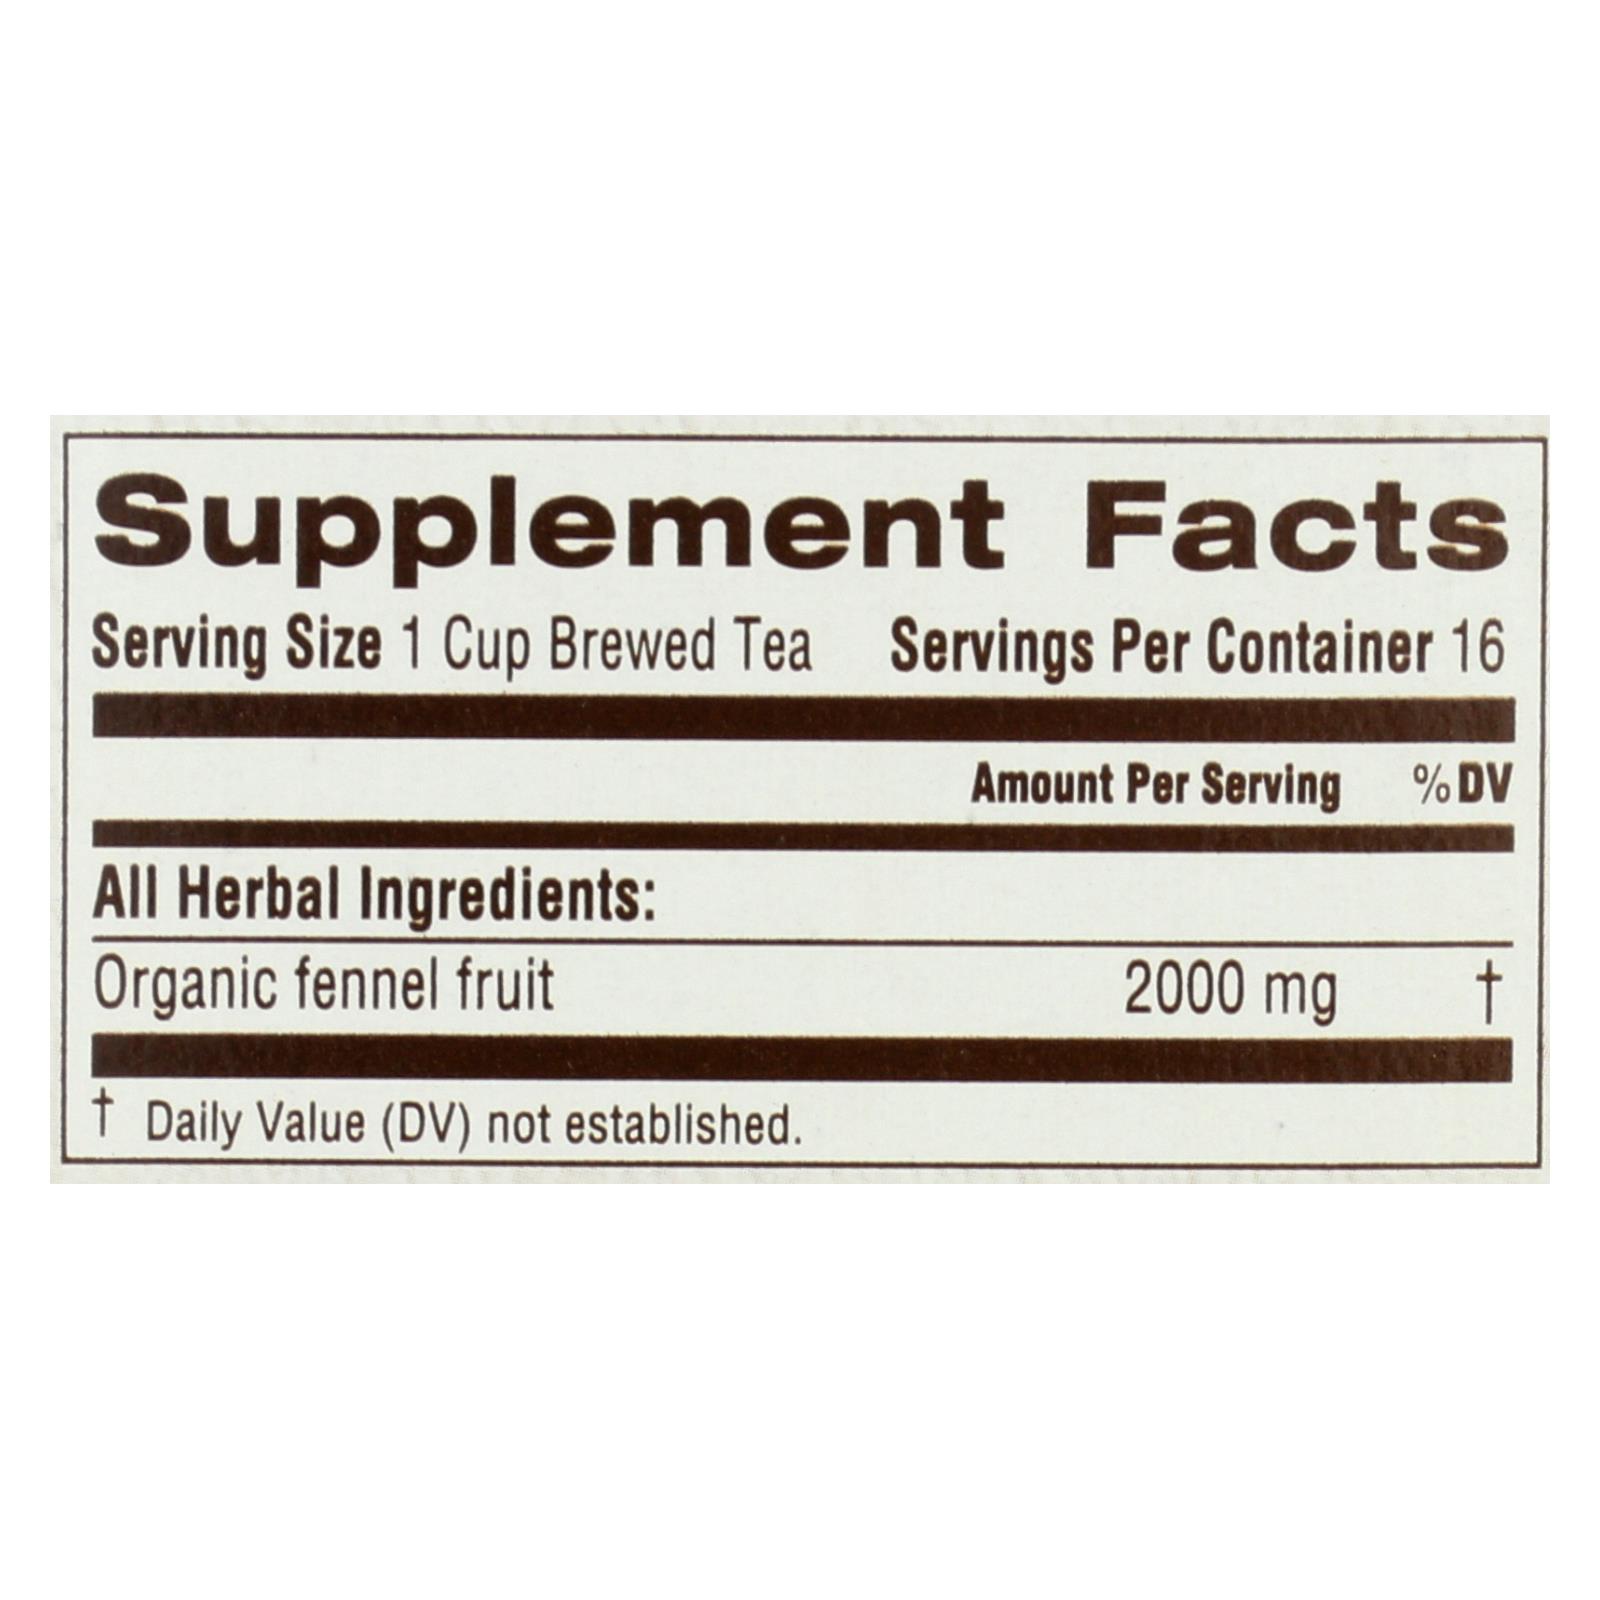 Supplement Facts
Serving Size 1 Cup Brewed Tea Servings Per Container 16
Amount Per Serving %DV
All Herbal Ingredients:
Organic fennel fruit 2000 mg †
† Daily Value (DV) not established.